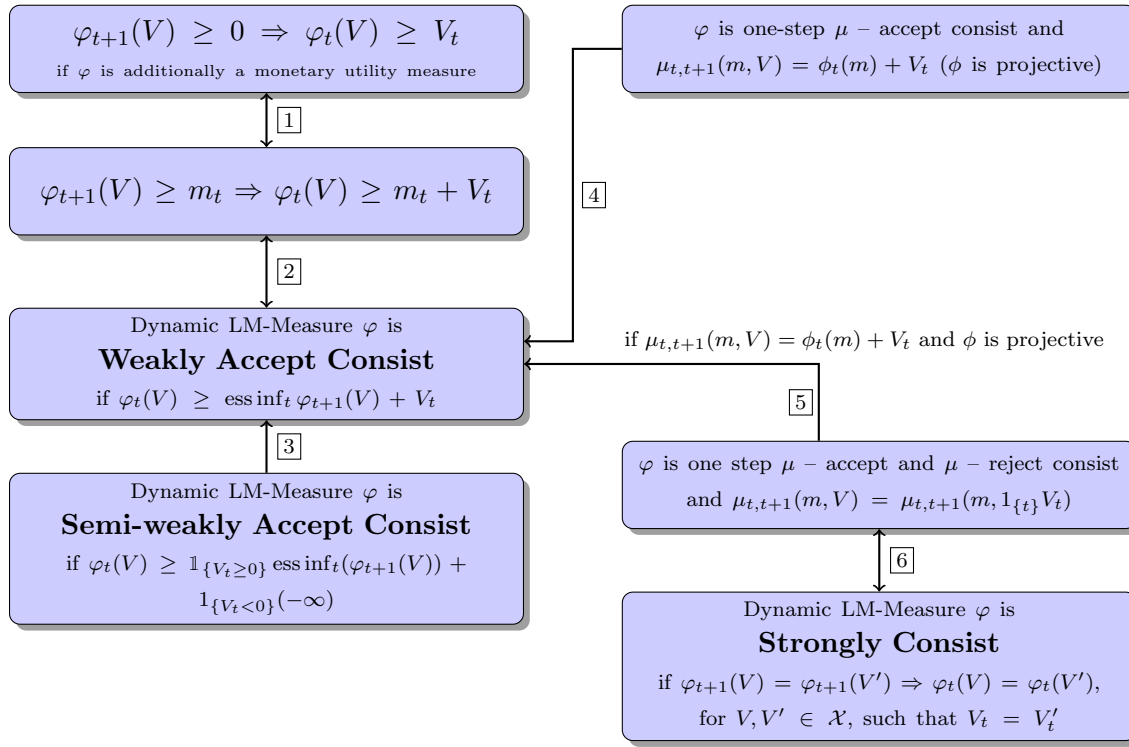 φ_{t+1}(V) ≥ 0 ⇒ φ_t(V) ≥ V_t
if φ is additionally a monetary utility measure
1
φ_{t+1}(V) ≥ m_t ⇒ φ_t(V) ≥ m_t + V_t
2
Dynamic LM-Measure φ is
Weakly Accept Consist
if φ_t(V) ≥ ess inf_t φ_{t+1}(V) + V_t
3
Dynamic LM-Measure φ is
Semi-weakly Accept Consist
if φ_t(V) ≥ 𝟙_{{V_t≥0}} ess inf_t(φ_{t+1}(V)) +
1_{{V_t<0}}(−∞)
φ is one-step μ – accept consist and
μ_{t,t+1}(m, V) = ϕ_t(m) + V_t (ϕ is projective)
4
if μ_{t,t+1}(m, V) = ϕ_t(m) + V_t and ϕ is projective
5
φ is one step μ – accept and μ – reject consist
and μ_{t,t+1}(m, V) = μ_{t,t+1}(m, 1_{{t}}V_t)
6
Dynamic LM-Measure φ is
Strongly Consist
if φ_{t+1}(V) = φ_{t+1}(V′) ⇒ φ_t(V) = φ_t(V′),
for V, V′ ∈ 𝒳, such that V_t = V′_t